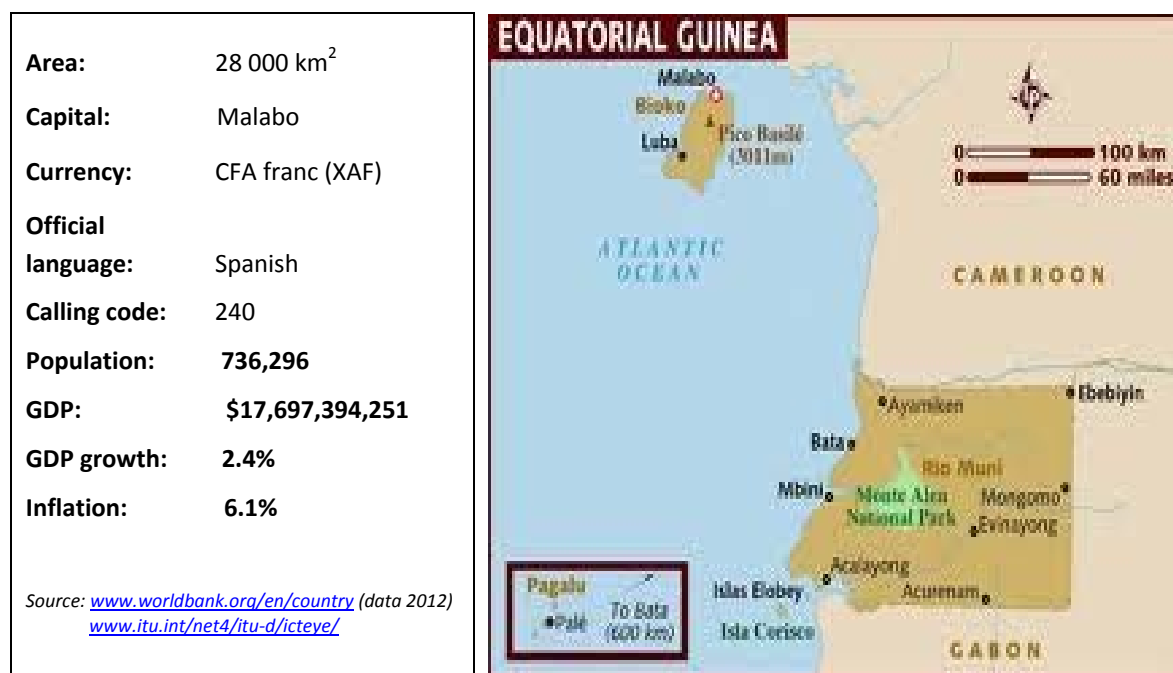 Area: 28 000 km²
Capital: Malabo
Currency: CFA franc (XAF)
Official
language: Spanish
Calling code: 240
Population: 736,296
GDP: $17,697,394,251
GDP growth: 2.4%
Inflation: 6.1%
Source: www.worldbank.org/en/country (data 2012)
www.itu.int/net4/itu-d/icteye/
EQUATORIAL GUINEA
Malabo
Bioko
Pico Basilé
(3011m)
Luba
0 100 km
0 60 miles
ATLANTIC
OCEAN
CAMEROON
Ebebiyin
Ayamiken
Bata
Rio Muni
Mbini
Monte Alen
National Park
Mongomo
Evinayong
Acalayong
Islas Elobey
Acurenam
Isla Corisco
Pagalu
Palé
To Bata
(600 km)
GABON